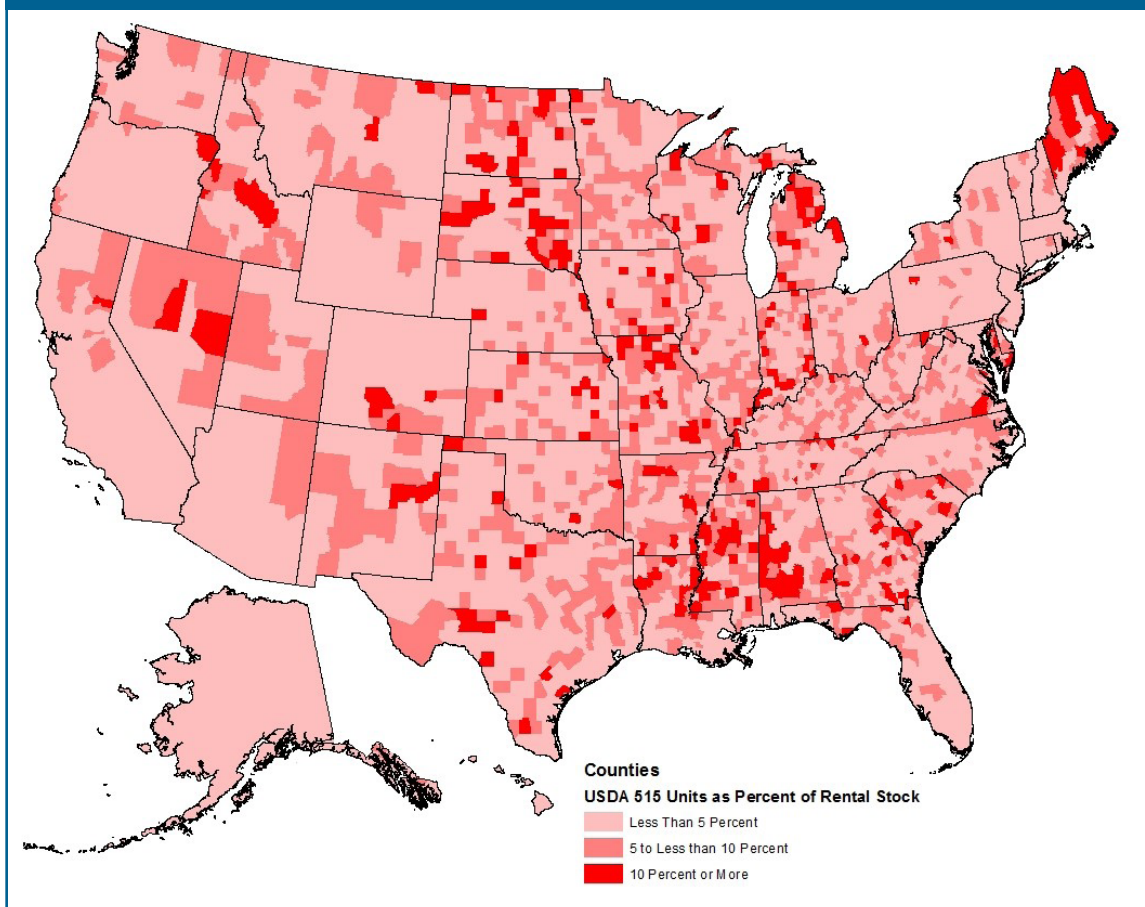 Counties
USDA 515 Units as Percent of Rental Stock
Less Than 5 Percent
5 to Less than 10 Percent
10 Percent or More